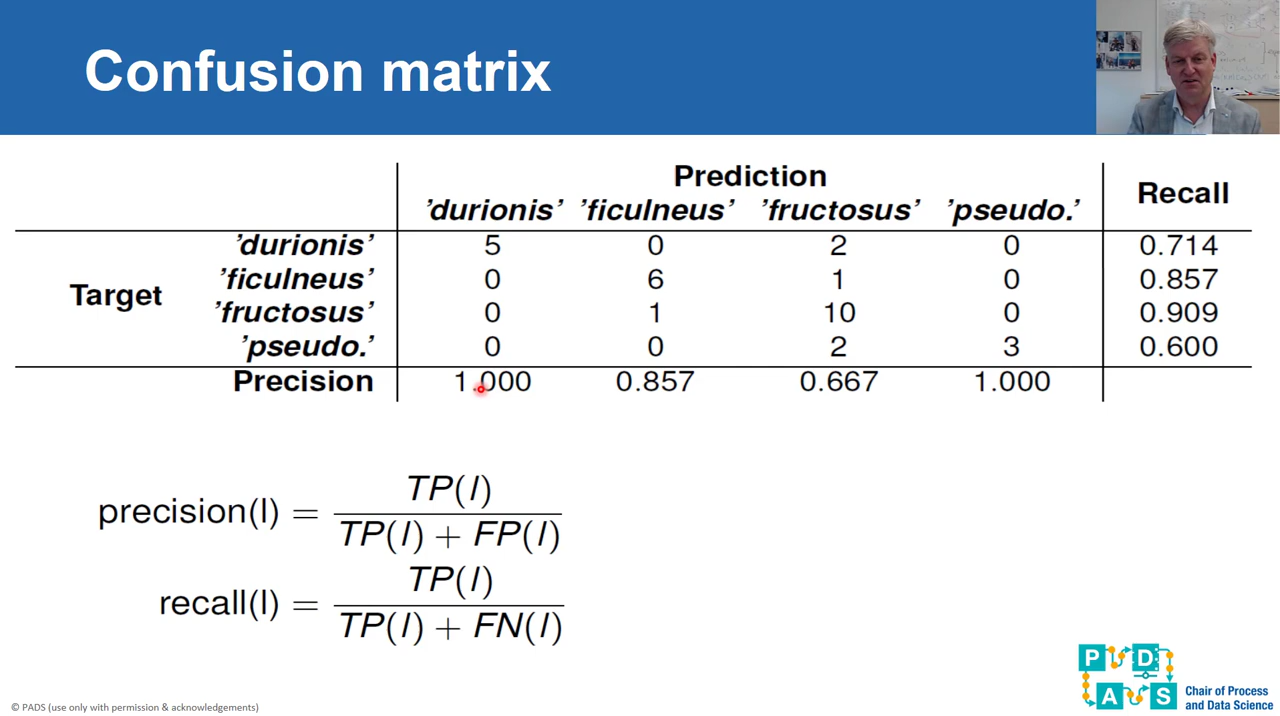 Confusion matrix
Prediction
'durionis' 'ficulneus' 'fructosus' 'pseudo.' Recall
'durionis' 5 0 2 0 0.714
'ficulneus' 0 6 1 0 0.857
Target
'fructosus' 0 1 10 0 0.909
'pseudo.' 0 0 2 3 0.600
Precision 1.000 0.857 0.667 1.000
precision(l) = TP(l) / TP(l) + FP(l)
recall(l) = TP(l) / TP(l) + FN(l)
P D
A S
Chair of Process
and Data Science
© PADS (use only with permission & acknowledgements)